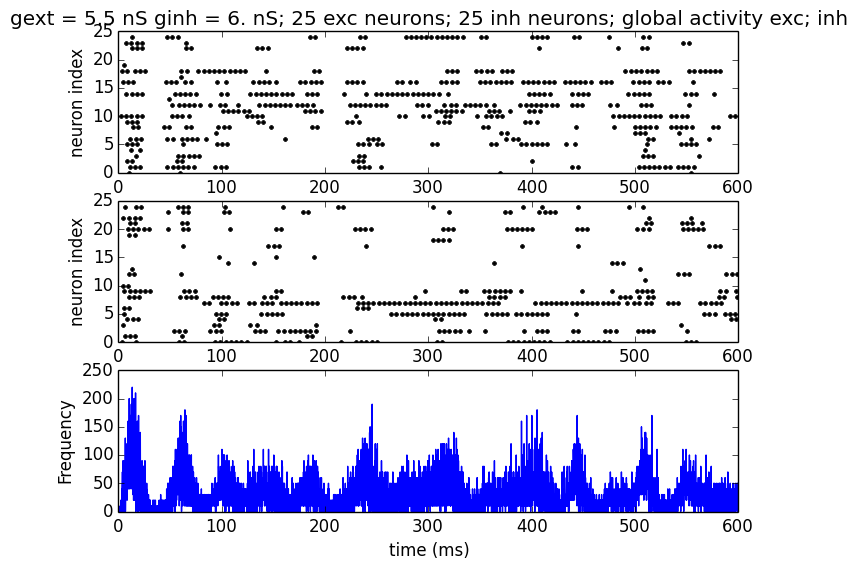 gext = 5.5 nS ginh = 6. nS; 25 exc neurons; 25 inh neurons; global activity exc; inh
25
20
15
10
5
0
neuron index
0 100 200 300 400 500 600
25
20
15
10
5
0
neuron index
0 100 200 300 400 500 600
250
200
150
100
50
0
Frequency
0 100 200 300 400 500 600
time (ms)